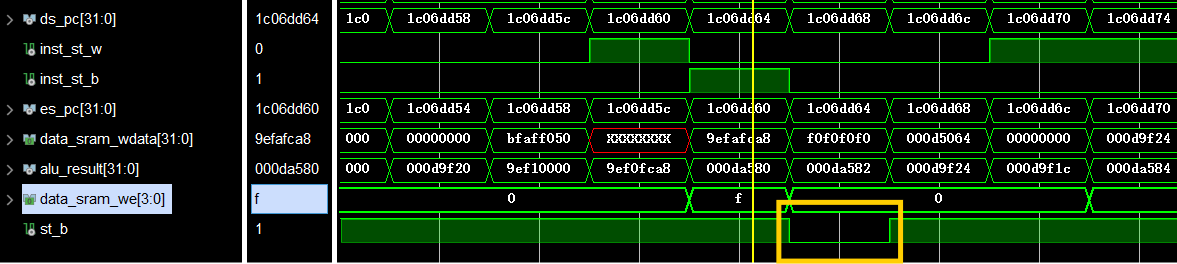 ds_pc[31:0] 1c06dd64 1c0 1c06dd58 1c06dd5c 1c06dd60 1c06dd64 1c06dd68 1c06dd6c 1c06dd70 1c06dd74
inst_st_w 0
inst_st_b 1
es_pc[31:0] 1c06dd60 1c0 1c06dd54 1c06dd58 1c06dd5c 1c06dd60 1c06dd64 1c06dd68 1c06dd6c 1c06dd70
data_sram_wdata[31:0] 9efafca8 000 00000000 bfaff050 XXXXXXXX 9efafca8 f0f0f0f0 000d5064 00000000 000d9f24
alu_result[31:0] 000da580 000 000d9f20 9ef10000 9ef0fca8 000da580 000da582 000d9f24 000d9f1c 000da584
data_sram_we[3:0] f 0 f 0
st_b 1